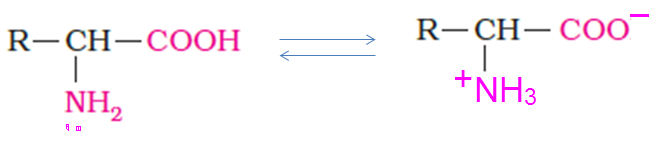 R—CH—COOH ⇌ R—CH—COO⁻
NH₂ ⁺NH₃